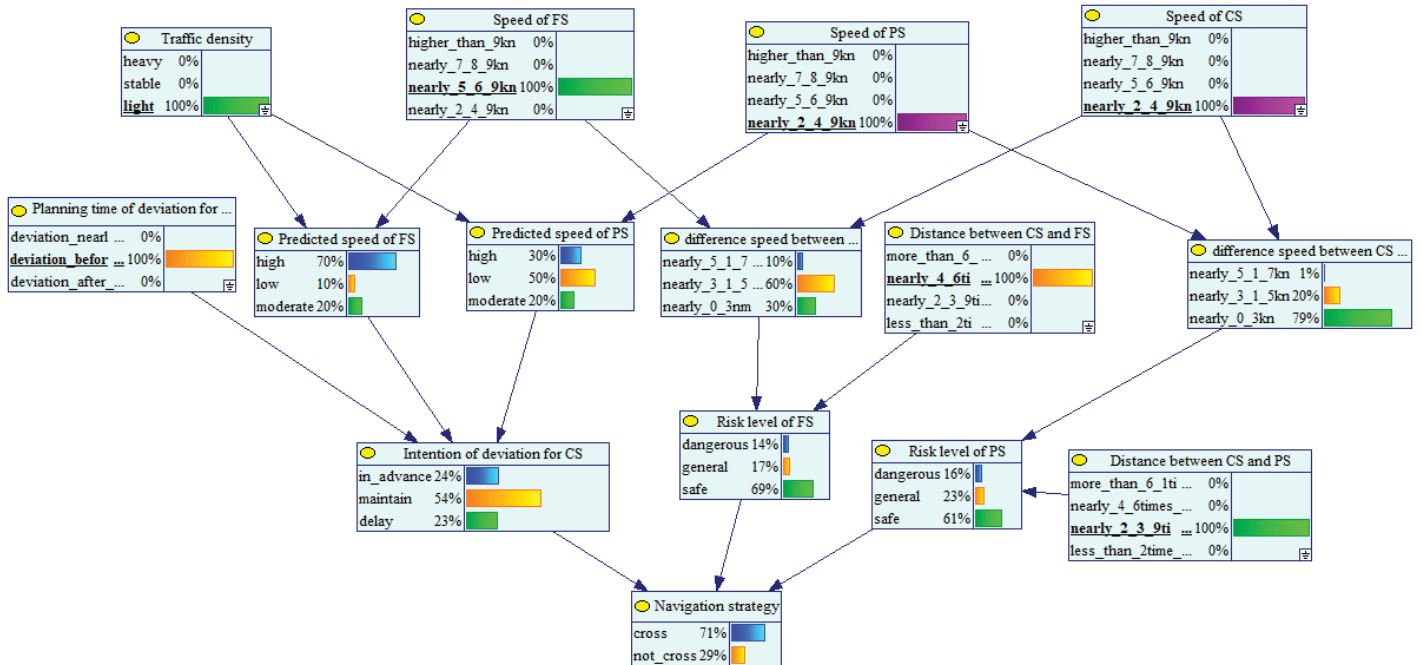 Traffic density
heavy 0%
stable 0%
light 100%
Speed of FS
higher_than_9kn 0%
nearly_7_8_9kn 0%
nearly_5_6_9kn 100%
nearly_2_4_9kn 0%
Speed of PS
higher_than_9kn 0%
nearly_7_8_9kn 0%
nearly_5_6_9kn 0%
nearly_2_4_9kn 100%
Speed of CS
higher_than_9kn 0%
nearly_7_8_9kn 0%
nearly_5_6_9kn 0%
nearly_2_4_9kn 100%
Planning time of deviation for ...
deviation_nearl ... 0%
deviation_befor ... 100%
deviation_after_... 0%
Predicted speed of FS
high 70%
low 10%
moderate 20%
Predicted speed of PS
high 30%
low 50%
moderate 20%
difference speed between ...
nearly_5_1_7 ... 10%
nearly_3_1_5 ... 60%
nearly_0_3nm 30%
Distance between CS and FS
more_than_6_ ... 0%
nearly_4_6ti ... 100%
nearly_2_3_9ti... 0%
less_than_2ti ... 0%
difference speed between CS ...
nearly_5_1_7kn 1%
nearly_3_1_5kn 20%
nearly_0_3kn 79%
Intention of deviation for CS
in_advance 24%
maintain 54%
delay 23%
Risk level of FS
dangerous 14%
general 17%
safe 69%
Risk level of PS
dangerous 16%
general 23%
safe 61%
Distance between CS and PS
more_than_6_1ti ... 0%
nearly_4_6times_... 0%
nearly_2_3_9ti ... 100%
less_than_2time_... 0%
Navigation strategy
cross 71%
not_cross 29%